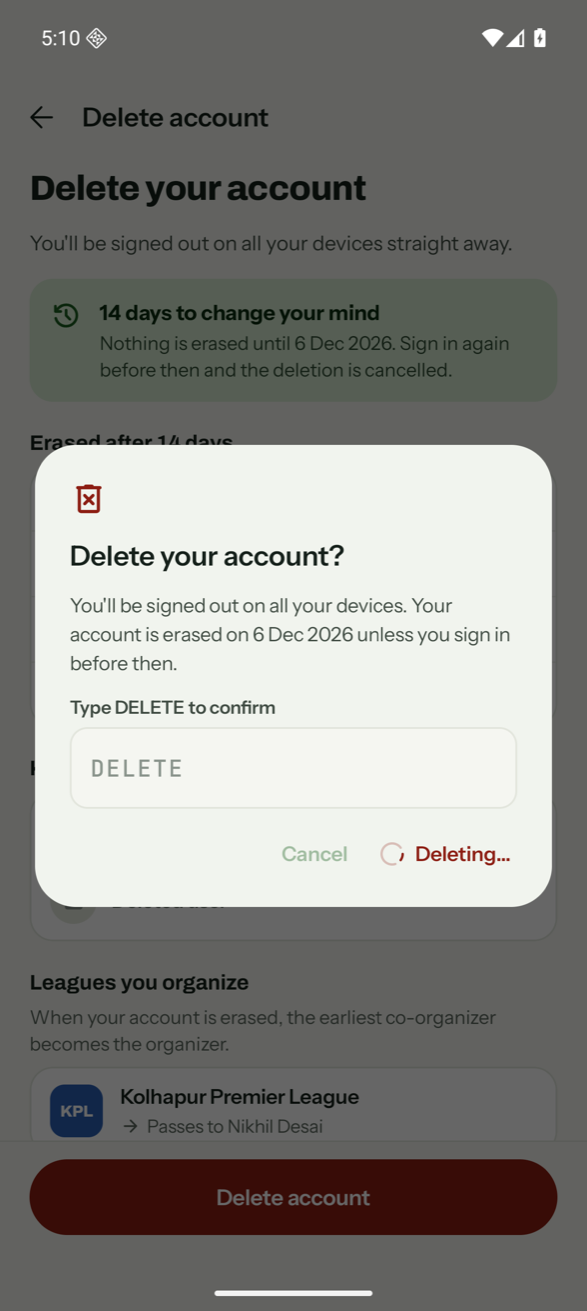 5:10
Delete account
Delete your account
You'll be signed out on all your devices straight away.
14 days to change your mind
Nothing is erased until 6 Dec 2026. Sign in again
before then and the deletion is cancelled.
Erased after 14 days
Delete your account?
You'll be signed out on all your devices. Your
account is erased on 6 Dec 2026 unless you sign in
before then.
Type DELETE to confirm
DELETE
Cancel
Deleting...
Leagues you organize
When your account is erased, the earliest co-organizer
becomes the organizer.
KPL
Kolhapur Premier League
→ Passes to Nikhil Desai
Delete account